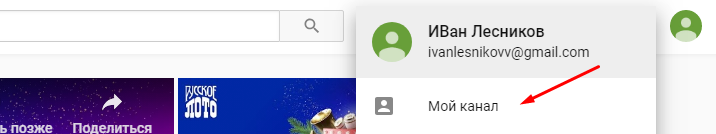 ИВан Лесников
ivanlesnikovv@gmail.com
Мой канал
ь позже
Поделиться
РУССКОЕ
ЛОТО